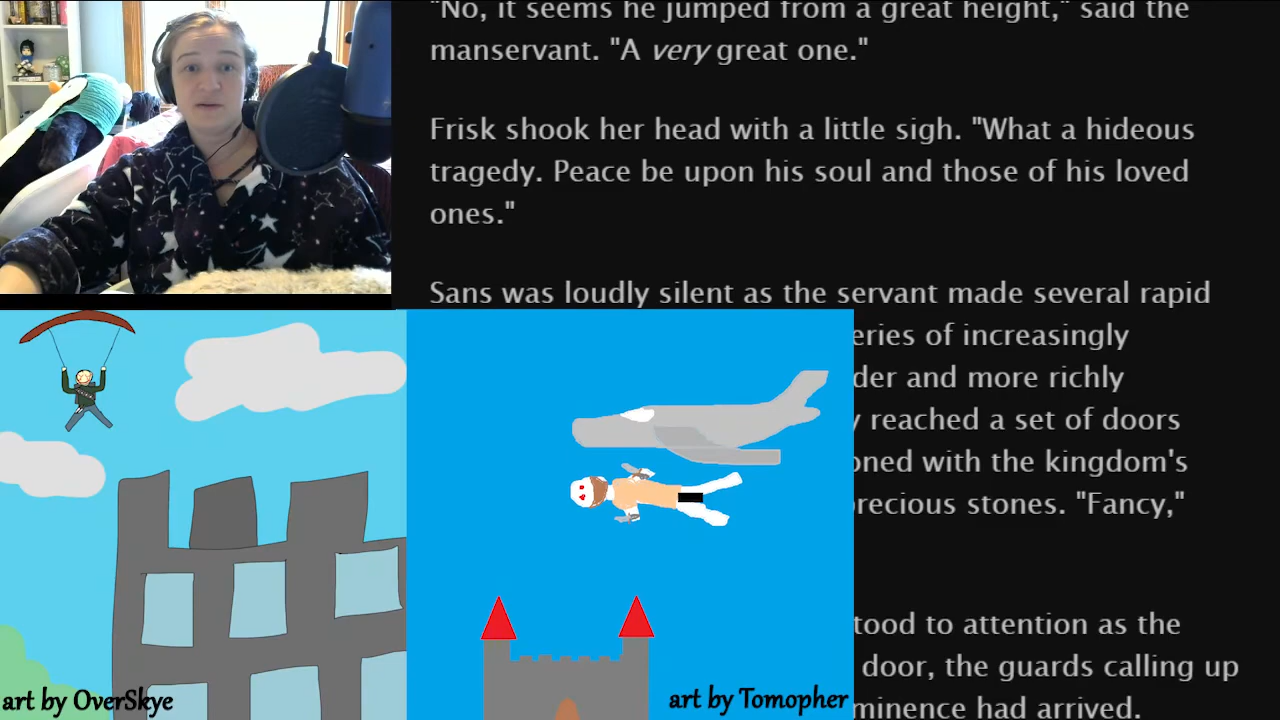 "No, it seems he jumped from a great height," said the
manservant. "A very great one."
Frisk shook her head with a little sigh. "What a hideous
tragedy. Peace be upon his soul and those of his loved
ones."
Sans was loudly silent as the servant made several rapid
eries of increasingly
der and more richly
y reached a set of doors
oned with the kingdom's
recious stones. "Fancy,"
tood to attention as the
door, the guards calling up
minence had arrived.
art by OverSkye
art by Tomopher